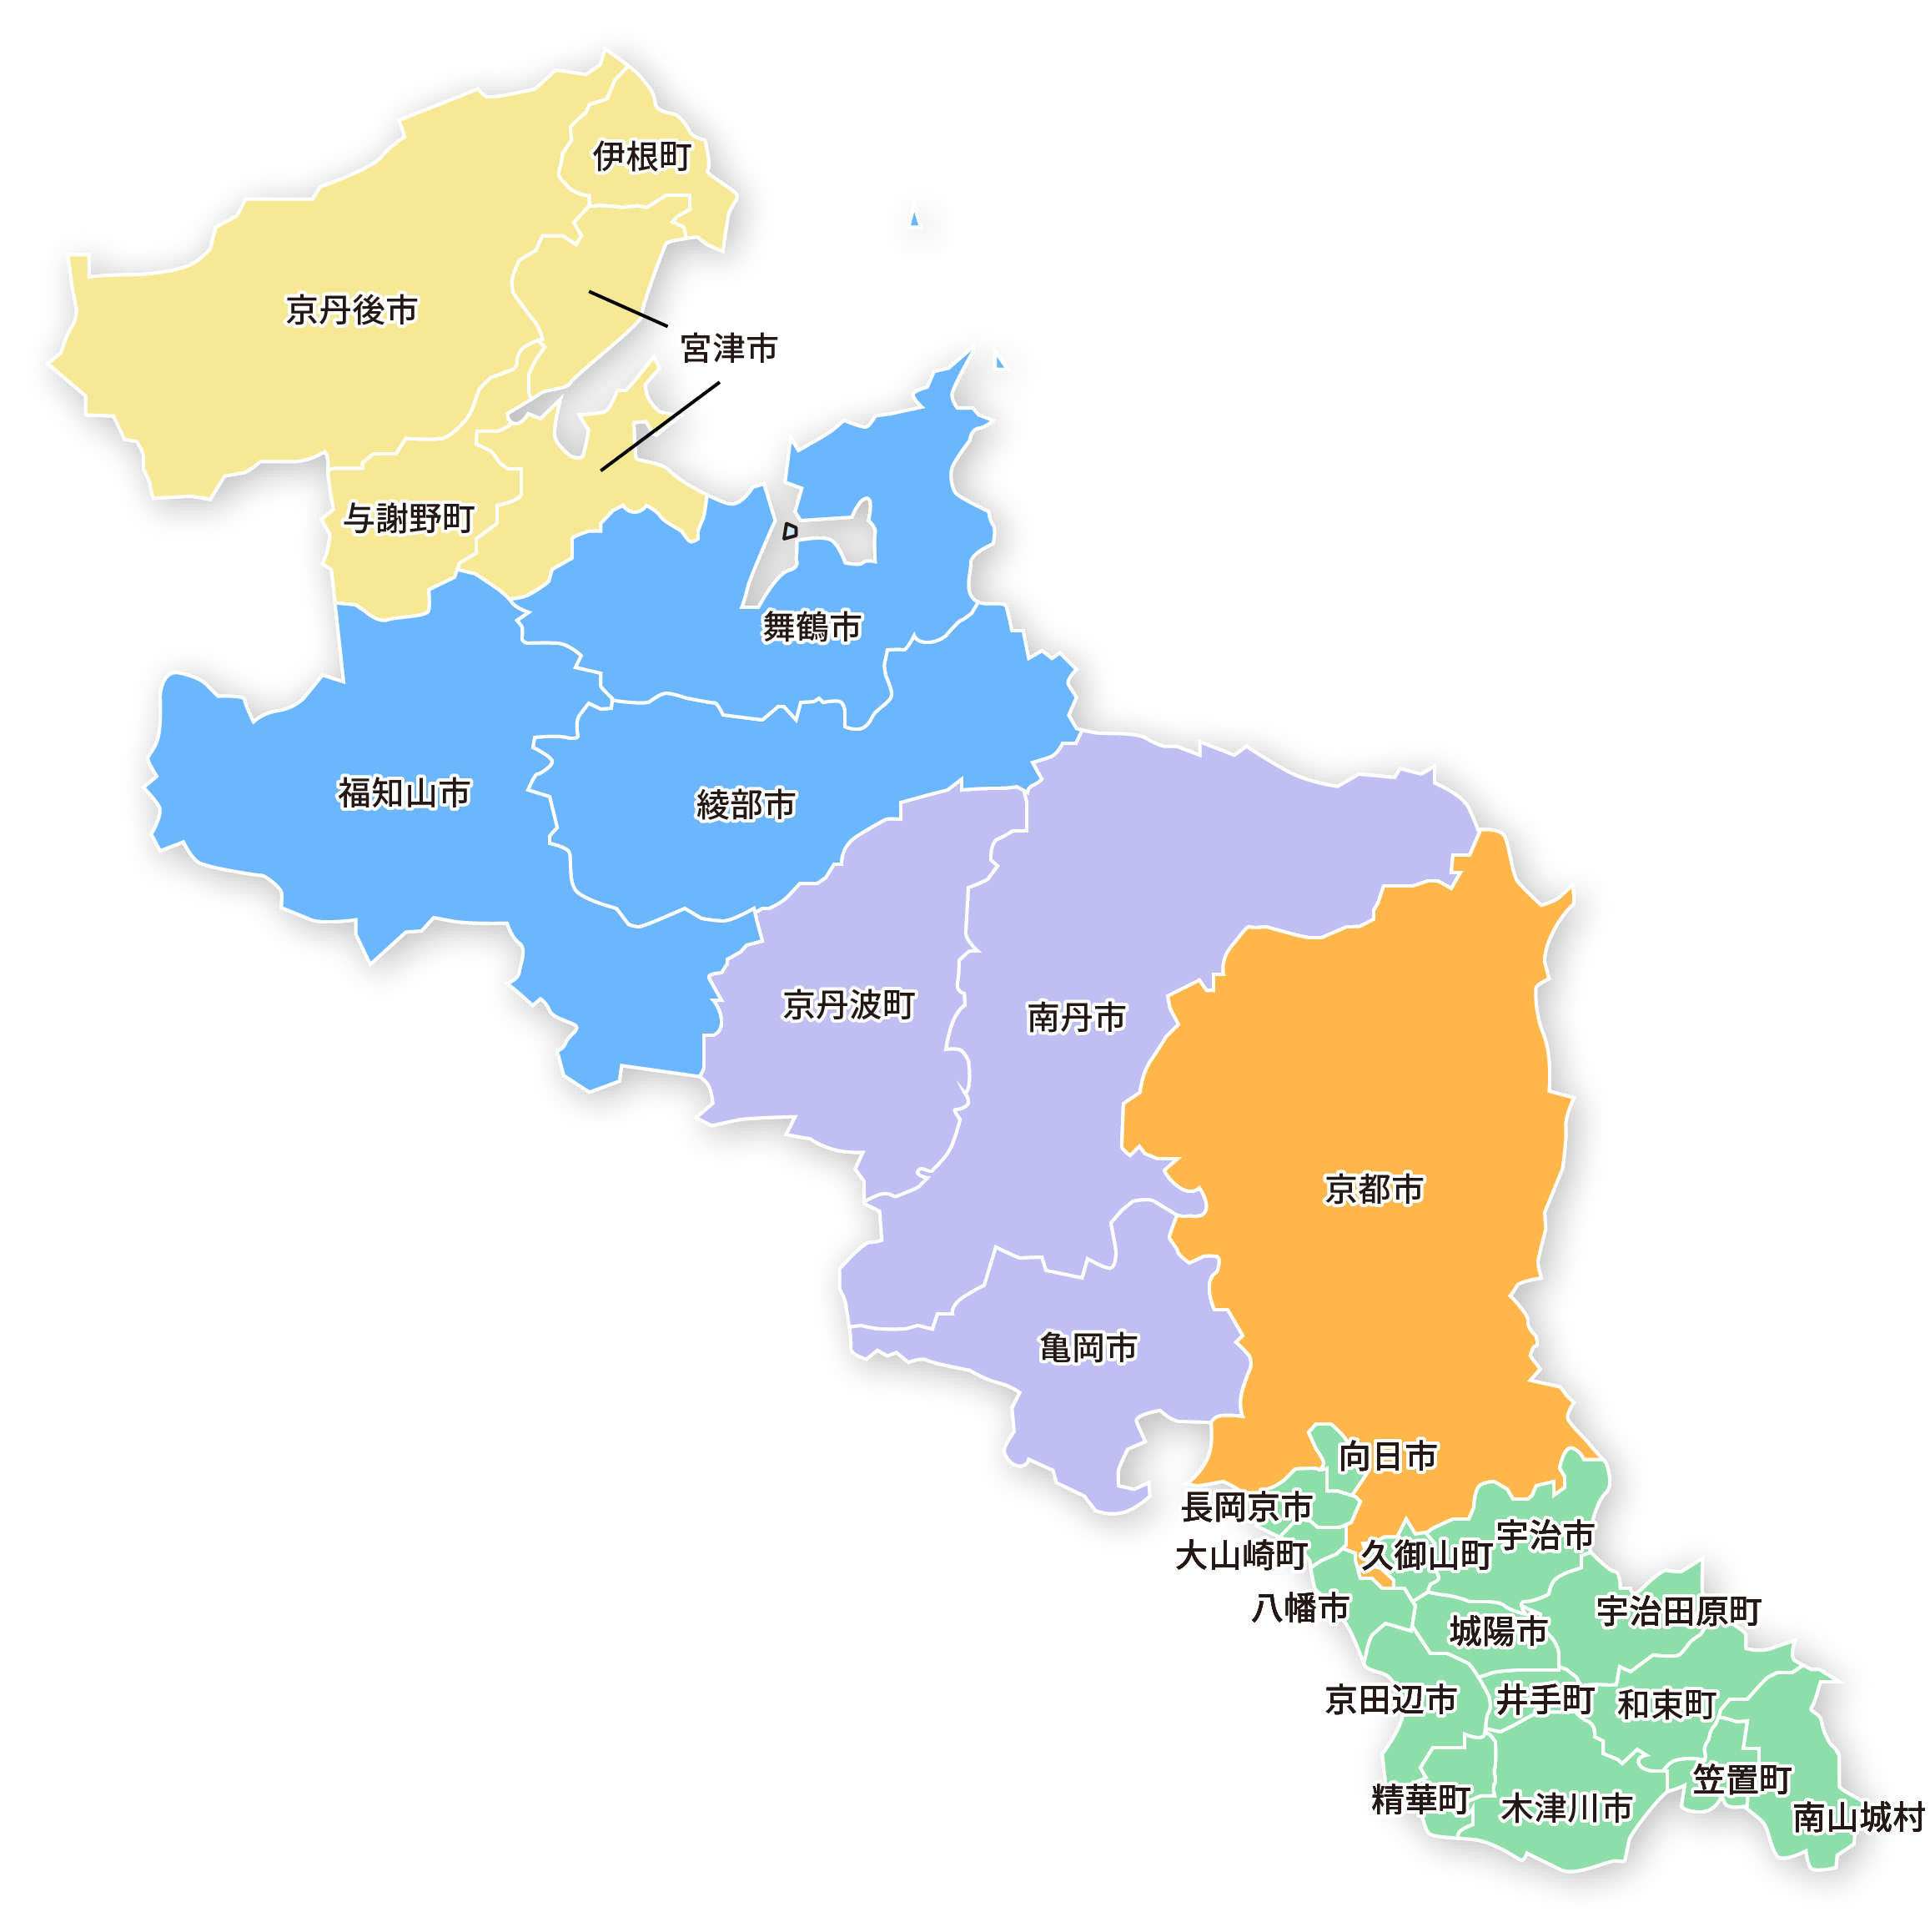 伊根町
京丹後市
宮津市
与謝野町
舞鶴市
福知山市
綾部市
京丹波町
南丹市
京都市
亀岡市
向日市
長岡京市
宇治市
大山崎町
久御山町
八幡市
宇治田原町
城陽市
京田辺市
井手町
和束町
笠置町
精華町
木津川市
南山城村